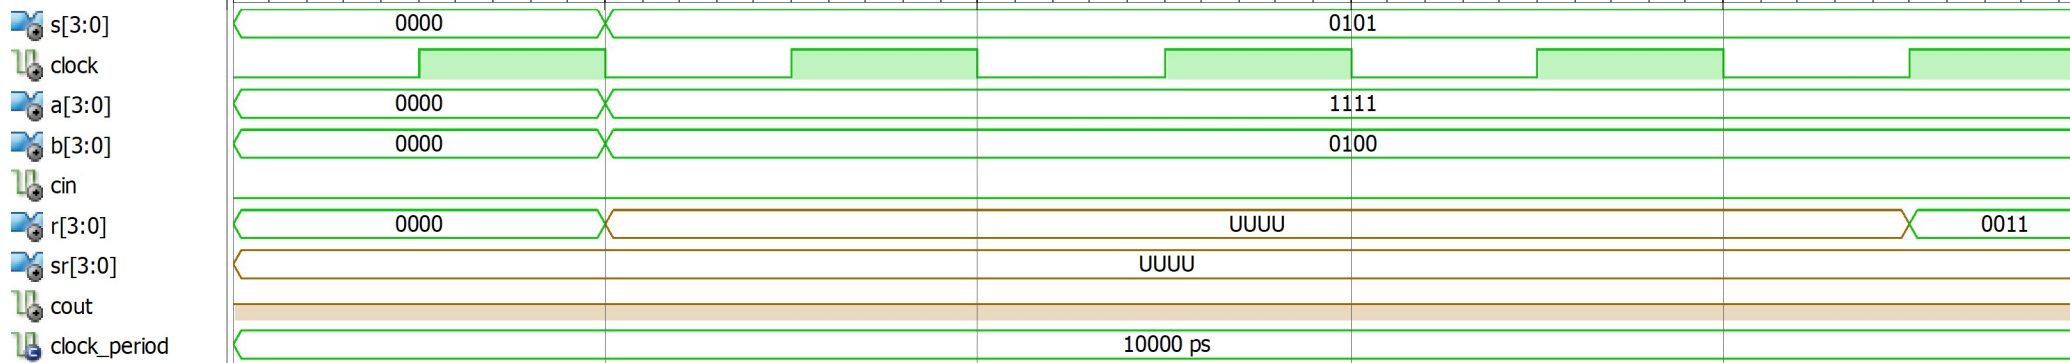 s[3:0] 0000 0101
clock
a[3:0] 0000 1111
b[3:0] 0000 0100
cin
r[3:0] 0000 UUUU 0011
sr[3:0] UUUU
cout
clock_period 10000 ps